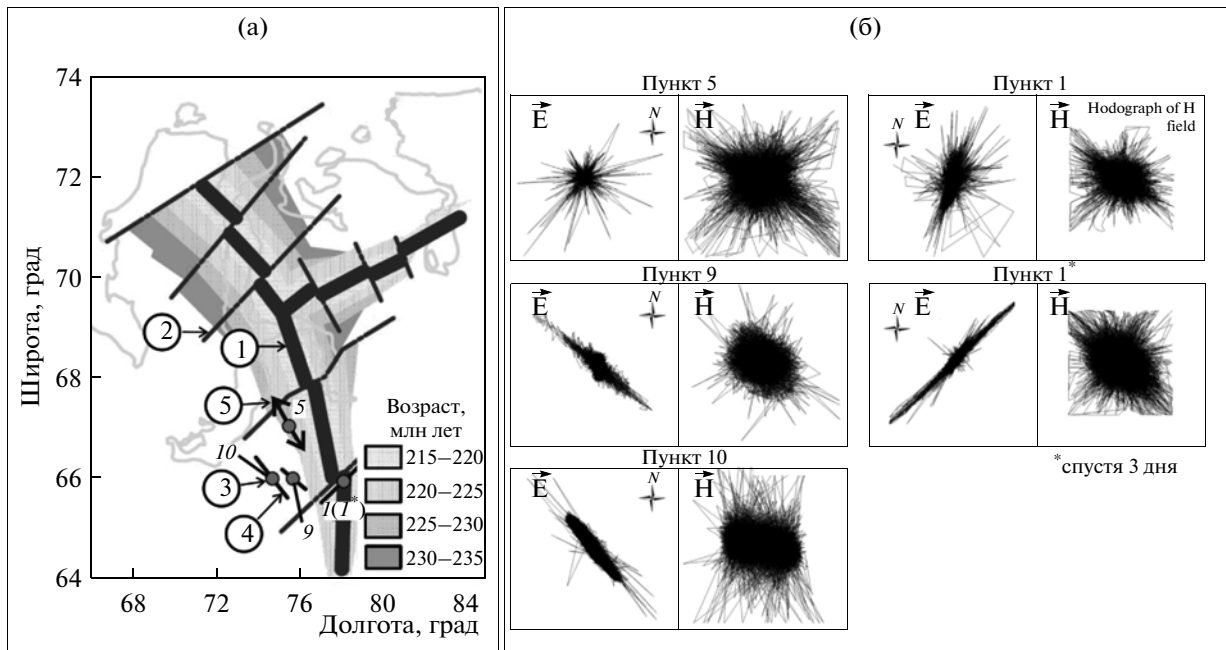 (а)
74
72
70
68
66
64
Широта, град
68 72 76 80 84
Долгота, град
2
1
5
5
10
3
4
9
1(1*)
Возраст,
млн лет
215–220
220–225
225–230
230–235
(б)
Пункт 5
E
N
H
Пункт 1
E
N
H
Hodograph of H
field
Пункт 9
E
N
H
Пункт 1*
E
N
H
*спустя 3 дня
Пункт 10
E
N
H